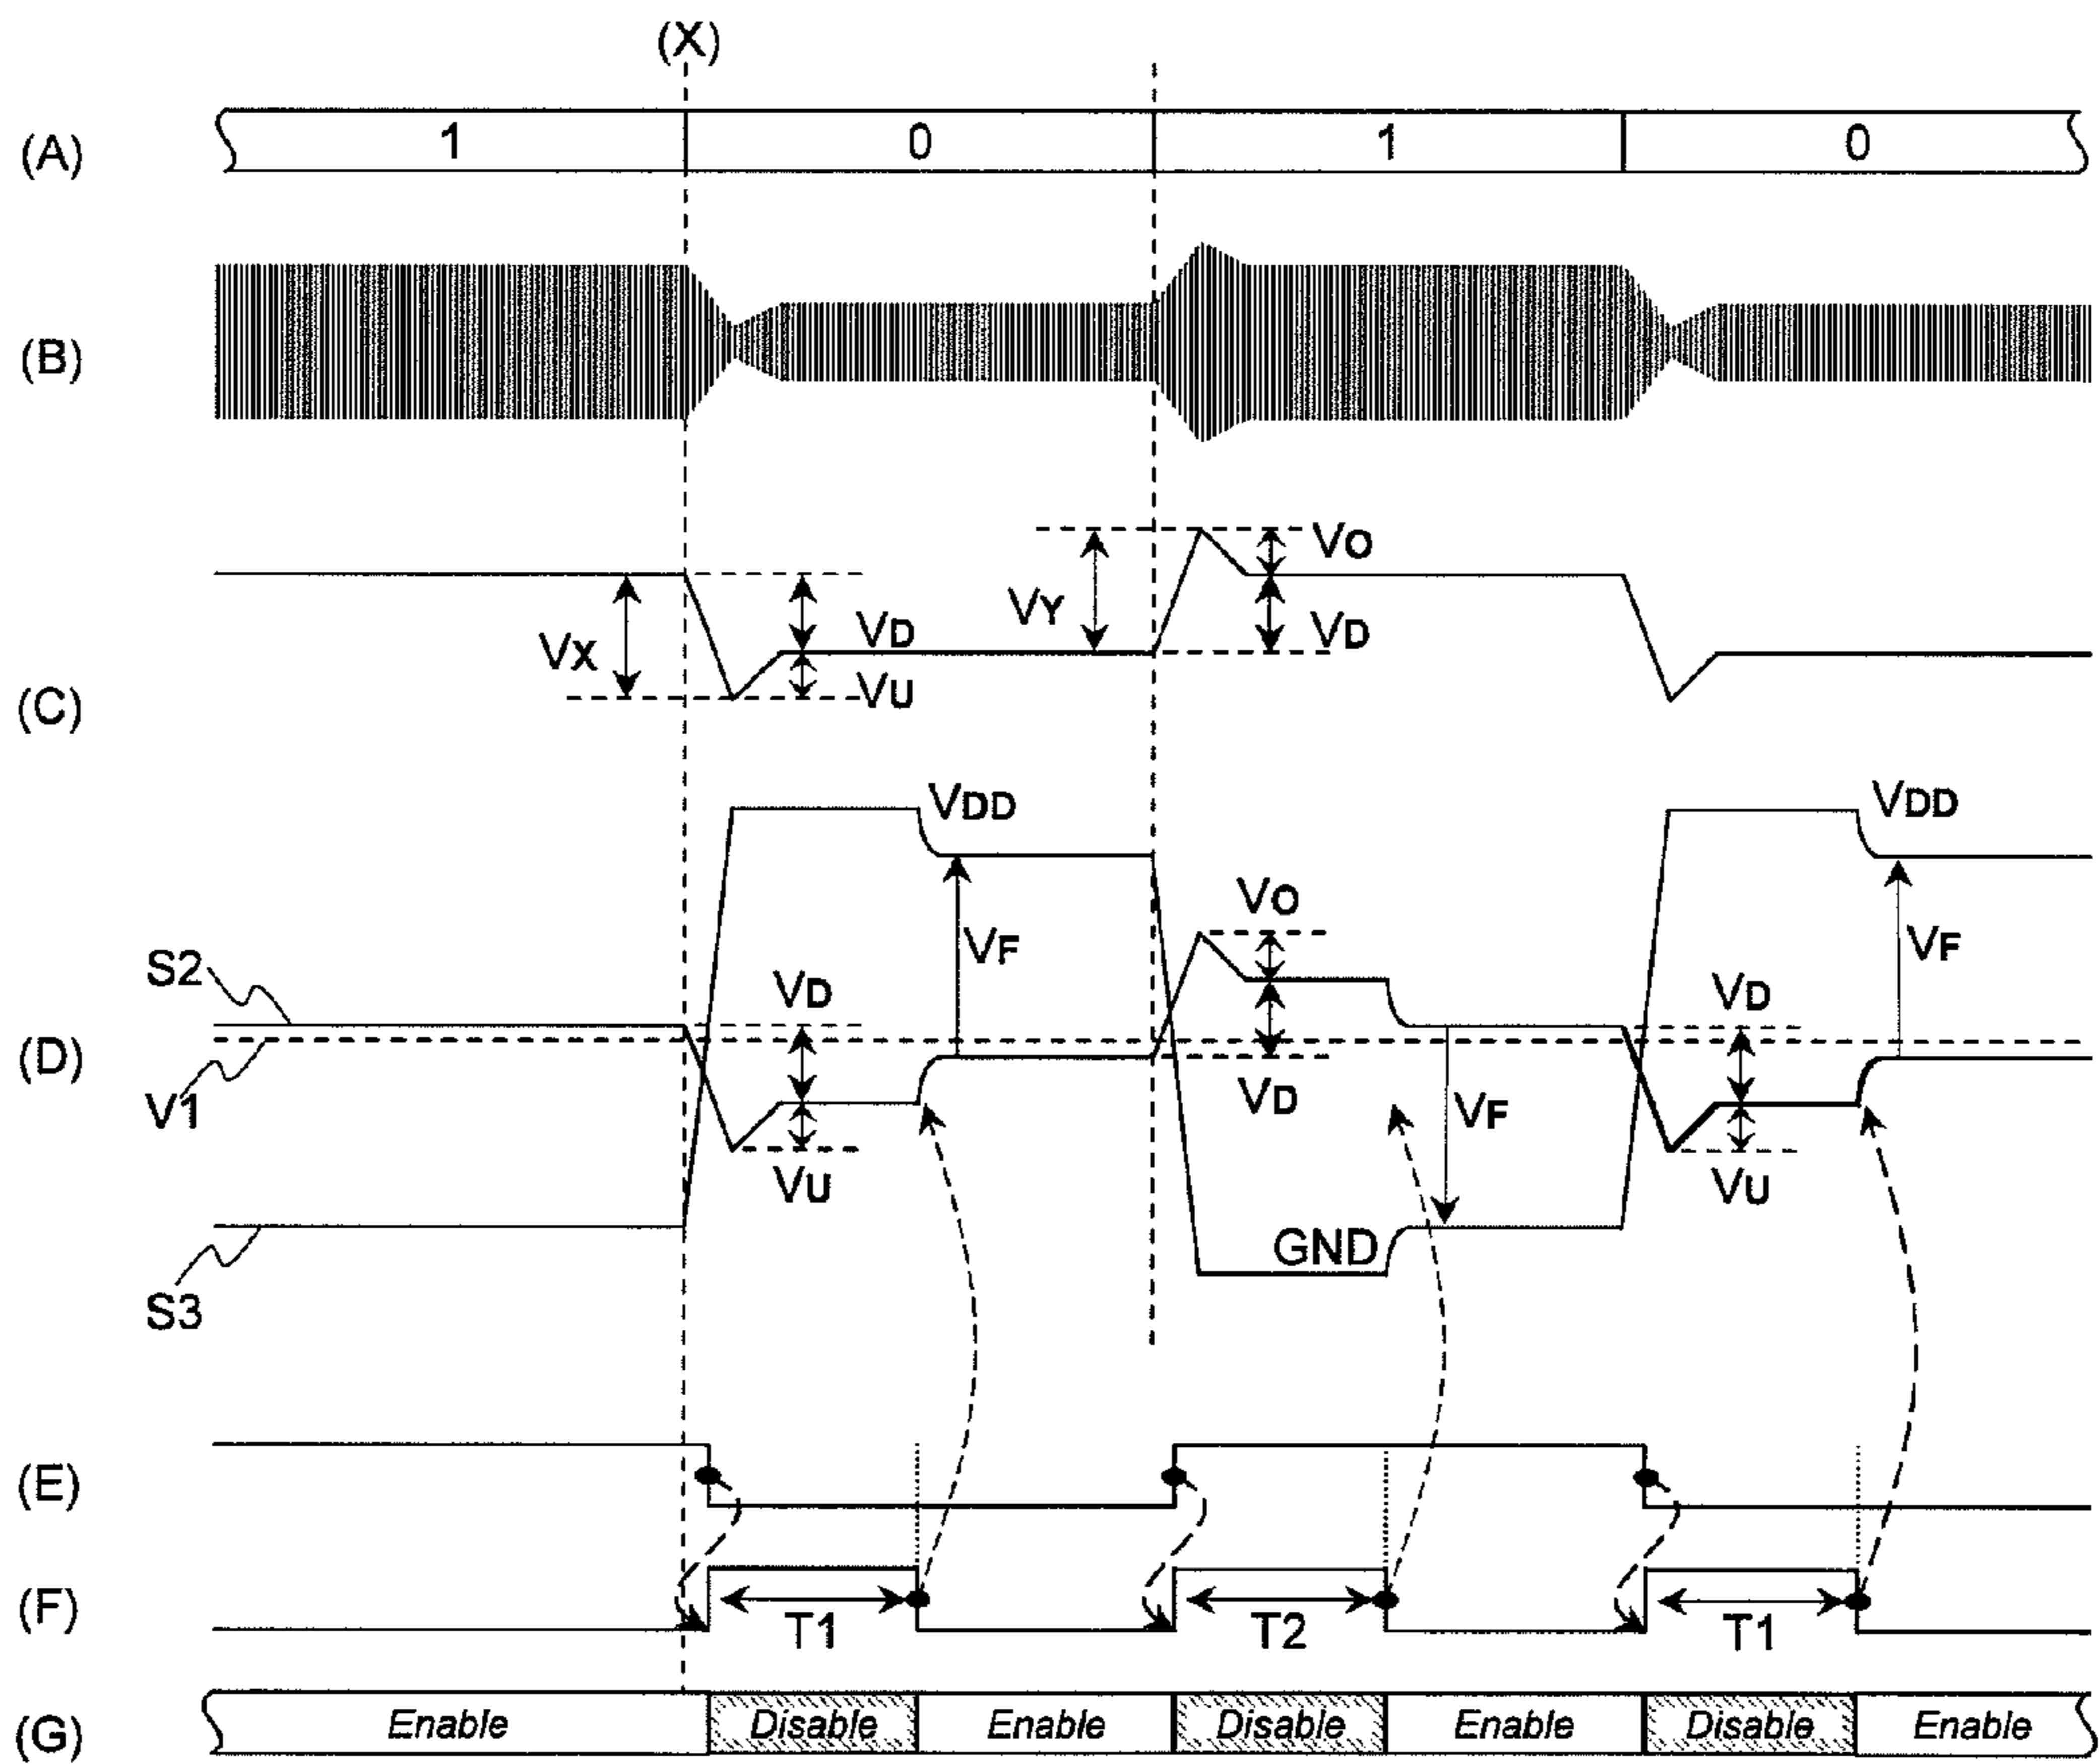 (X)
(A) 1 0 1 0
(B)
(C) VX VD VU VY VO VD
(D) S2 V1 S3 VD VU VDD VF VO VD GND VF VD VU VDD VF
(E)
(F) T1 T2 T1
(G) Enable Disable Enable Disable Enable Disable Enable